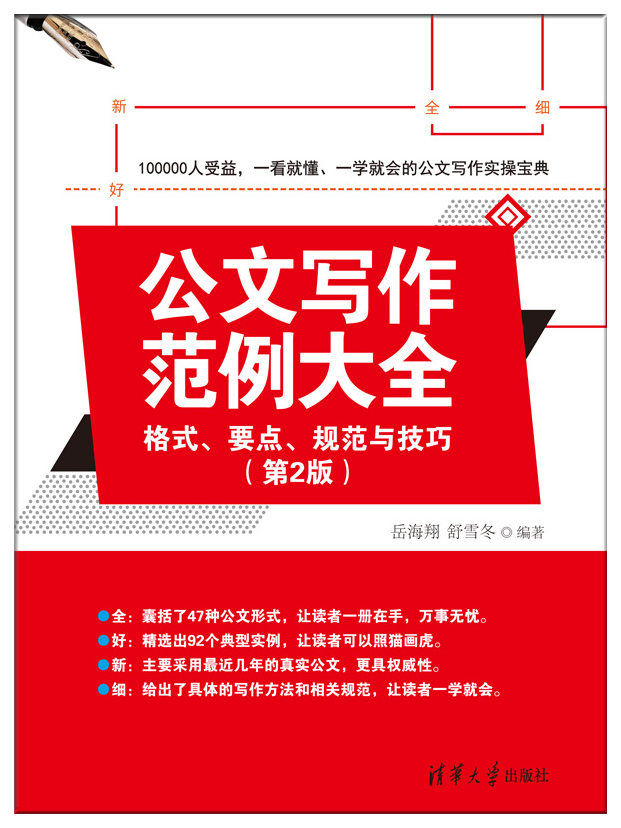 新
全
细
100000人受益，一看就懂、一学就会的公文写作实操宝典
好
公文写作
范例大全
格式、要点、规范与技巧
（第2版）
岳海翔 舒雪冬◎编著
全：囊括了47种公文形式，让读者一册在手，万事无忧。
好：精选出92个典型实例，让读者可以照猫画虎。
新：主要采用最近几年的真实公文，更具权威性。
细：给出了具体的写作方法和相关规范，让读者一学就会。
清华大学出版社